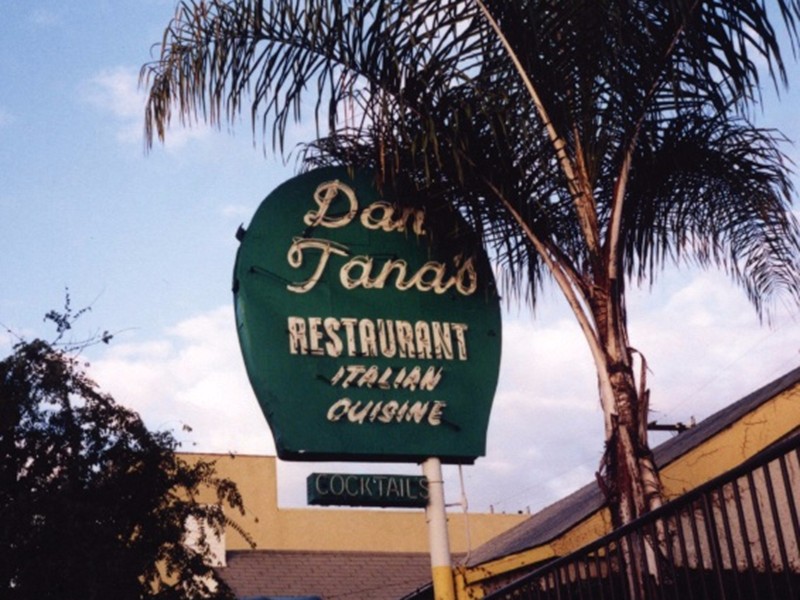 Dan
Tana's
RESTAURANT
ITALIAN
CUISINE
COCKTAILS